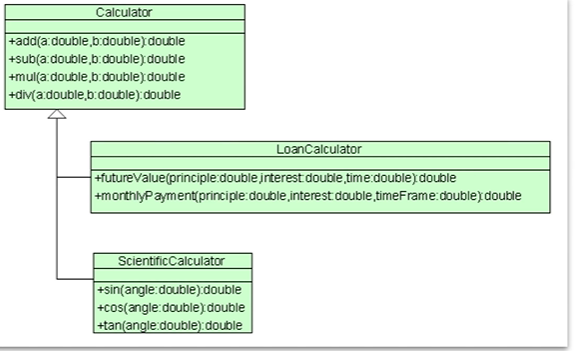 Calculator
+add(a:double,b:double):double
+sub(a:double,b:double):double
+mul(a:double,b:double):double
+div(a:double,b:double):double
LoanCalculator
+futureValue(principle:double,interest:double,time:double):double
+monthlyPayment(principle:double,interest:double,timeFrame:double):double
ScientificCalculator
+sin(angle:double):double
+cos(angle:double):double
+tan(angle:double):double